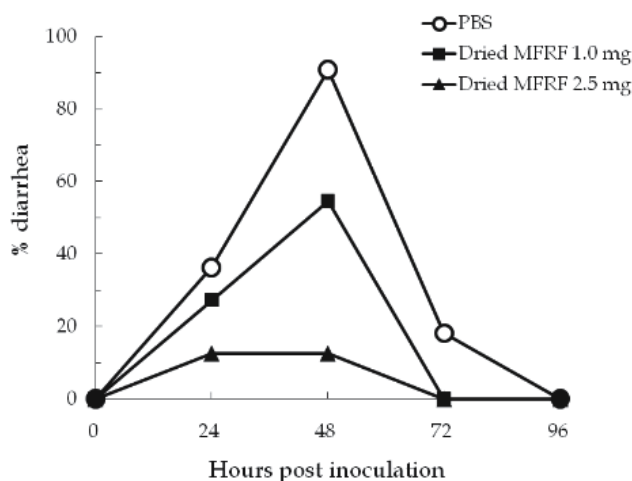 PBS
Dried MFRF 1.0 mg
Dried MFRF 2.5 mg
% diarrhea
100
80
60
40
20
0
0 24 48 72 96
Hours post inoculation